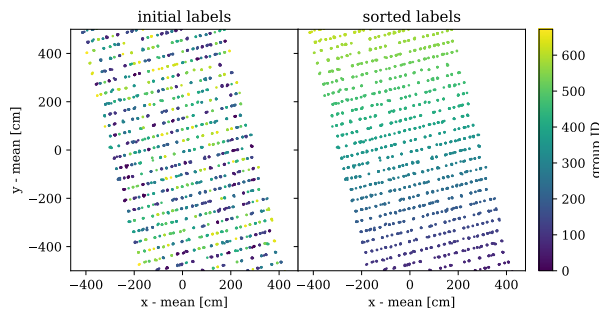 initial labels
sorted labels
y - mean [cm]
400
200
0
−200
−400
−400 −200 0 200 400
−400 −200 0 200 400
x - mean [cm]
x - mean [cm]
600
500
400
300
200
100
0
group ID